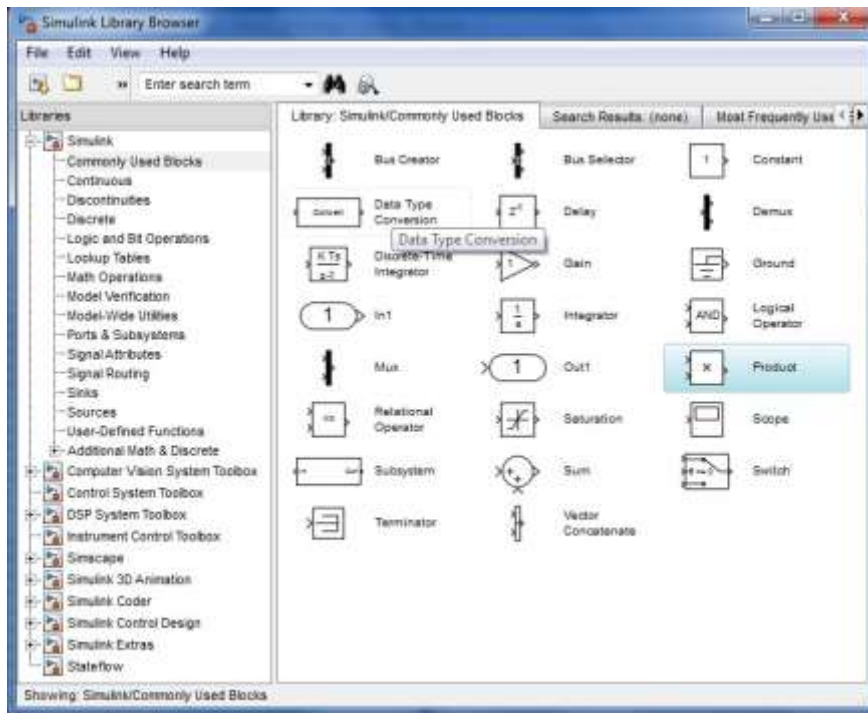 Simulink Library Browser
File Edit View Help
» Enter search term
Libraries
Library: Simulink/Commonly Used Blocks
Search Results: (none)
Most Frequently Use
Simulink
Commonly Used Blocks
Continuous
Discontinuities
Discrete
Logic and Bit Operations
Lookup Tables
Math Operations
Model Verification
Model-Wide Utilities
Ports & Subsystems
Signal Attributes
Signal Routing
Sinks
Sources
User-Defined Functions
Additional Math & Discrete
Computer Vision System Toolbox
Control System Toolbox
DSP System Toolbox
Instrument Control Toolbox
Simscape
Simulink 3D Animation
Simulink Coder
Simulink Control Design
Simulink Extras
Stateflow
Bus Creator
Bus Selector
1
Constant
Convert
Data Type
Conversion
Delay
Demux
Data Type Conversion
K Ts
Discrete-Time
Integrator
1
Gain
Ground
1
In1
1
s
Integrator
AND
Logical
Operator
Mux
1
Out1
×
Product
Relational
Operator
Saturation
Scope
Subsystem
Sum
Switch
Terminator
Vector
Concatenate
Showing: Simulink/Commonly Used Blocks